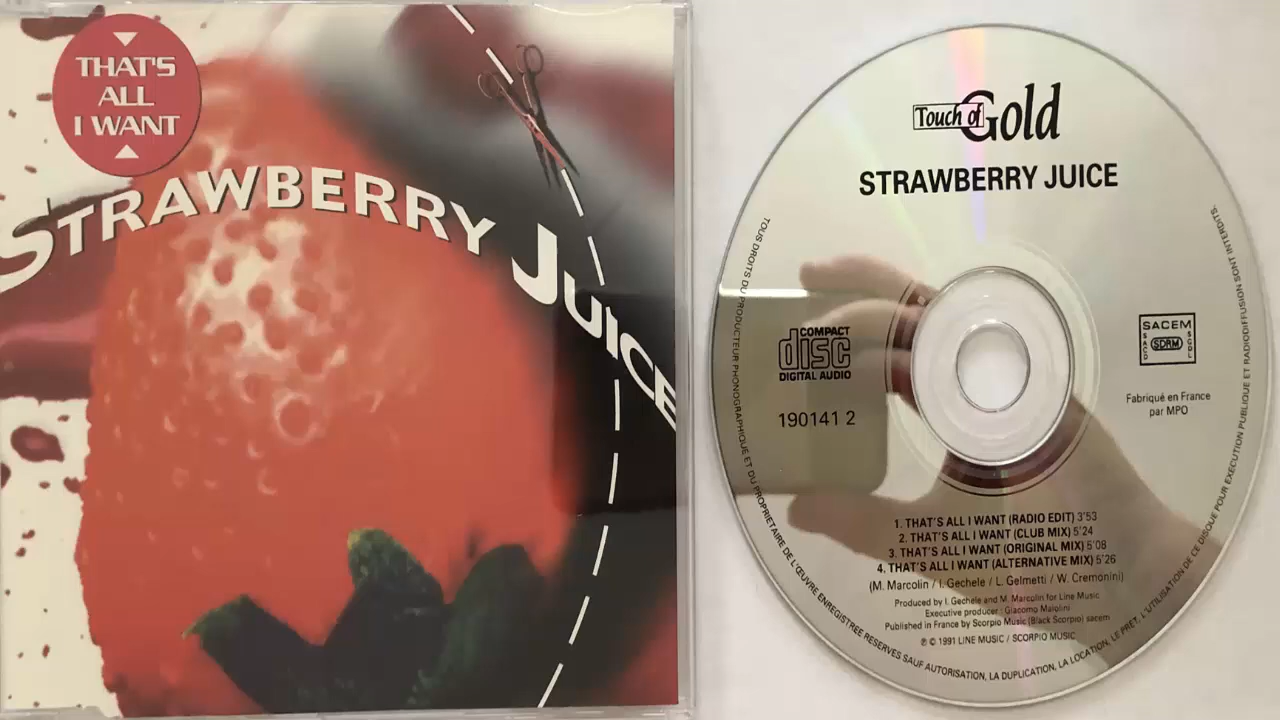 THAT'S
ALL
I WANT
STRAWBERRY JUICE
Touch of Gold
STRAWBERRY JUICE
TOUS DROITS DU PRODUCTEUR PHONOGRAPHIQUE ET DU PROPRIETAIRE DE L'ŒUVRE ENREGISTREE RESERVES SAUF AUTORISATION, LA DUPLICATION, LA LOCATION, LE PRET, L'UTILISATION DE CE DISQUE POUR EXECUTION PUBLIQUE ET RADIODIFFUSION SONT INTERDITS.
COMPACT
disc
DIGITAL AUDIO
190141 2
SACEM
SACD
SDRM
SGDL
Fabriqué en France
par MPO
1. THAT'S ALL I WANT (RADIO EDIT) 3'53
2. THAT'S ALL I WANT (CLUB MIX) 5'24
3. THAT'S ALL I WANT (ORIGINAL MIX) 5'08
4. THAT'S ALL I WANT (ALTERNATIVE MIX) 5'26
(M. Marcolin / I. Gechele / L. Gelmetti / W. Cremonini)
Produced by I. Gechele and M. Marcolin for Line Music
Executive producer : Giacomo Maiolini
Published in France by Scorpio Music (Black Scorpio) sacem
℗ © 1991 LINE MUSIC / SCORPIO MUSIC